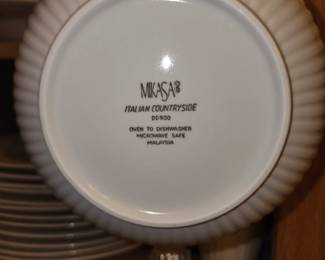 MIKASA®
ITALIAN COUNTRYSIDE
DD900
OVEN TO DISHWASHER
MICROWAVE SAFE
MALAYSIA